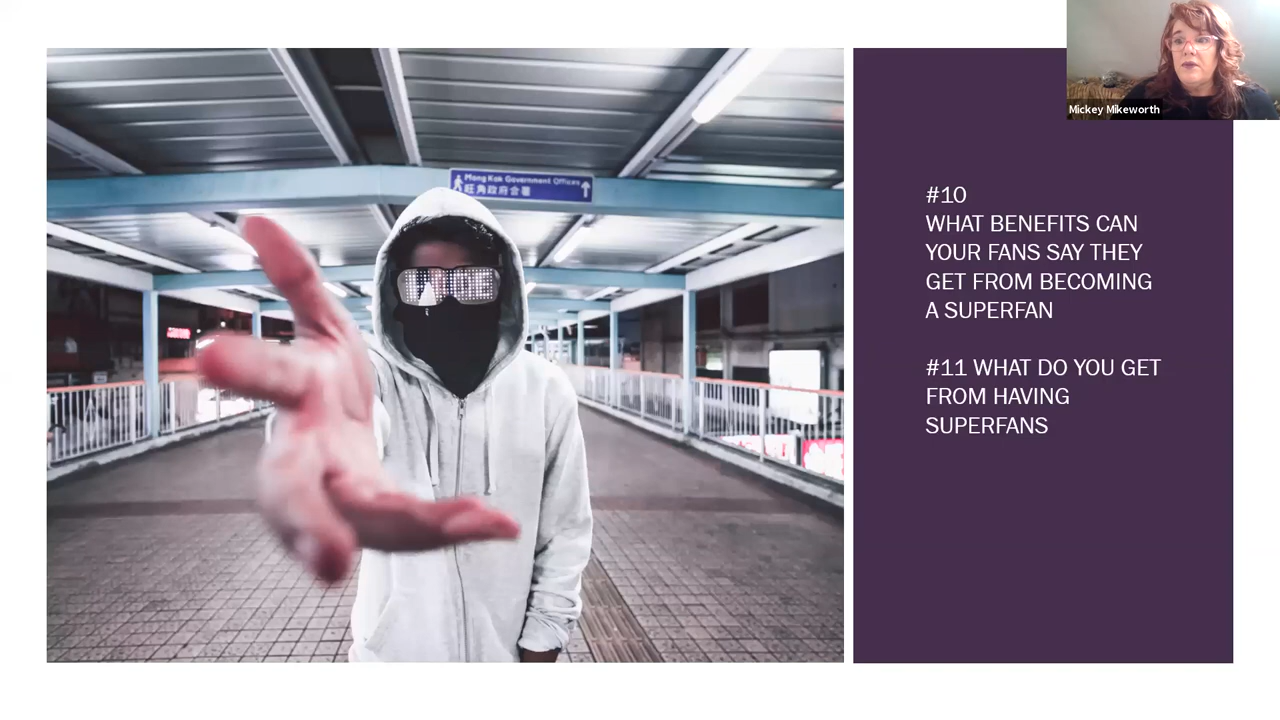 Mickey Mikeworth
Mong Kok Government Offices
旺角政府合署
#10
WHAT BENEFITS CAN
YOUR FANS SAY THEY
GET FROM BECOMING
A SUPERFAN
#11 WHAT DO YOU GET
FROM HAVING
SUPERFANS